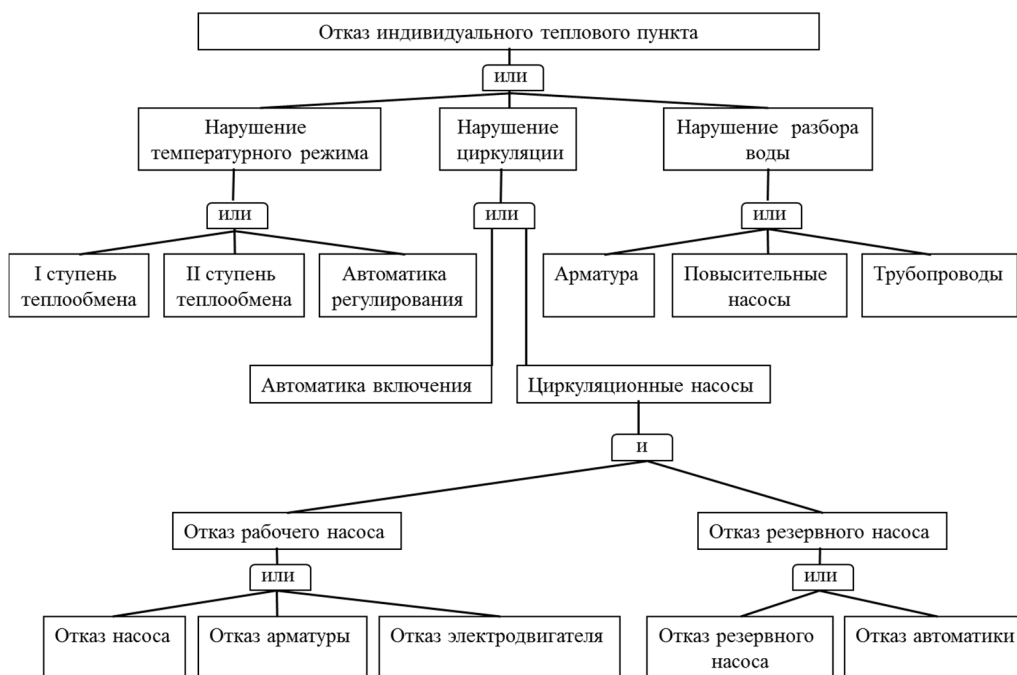 Отказ индивидуального теплового пункта
или
Нарушение
температурного режима
Нарушение
циркуляции
Нарушение разбора
воды
или
или
или
I ступень
теплообмена
II ступень
теплообмена
Автоматика
регулирования
Арматура
Повысительные
насосы
Трубопроводы
Автоматика включения
Циркуляционные насосы
и
Отказ рабочего насоса
Отказ резервного насоса
или
или
Отказ насоса
Отказ арматуры
Отказ электродвигателя
Отказ резервного
насоса
Отказ автоматики